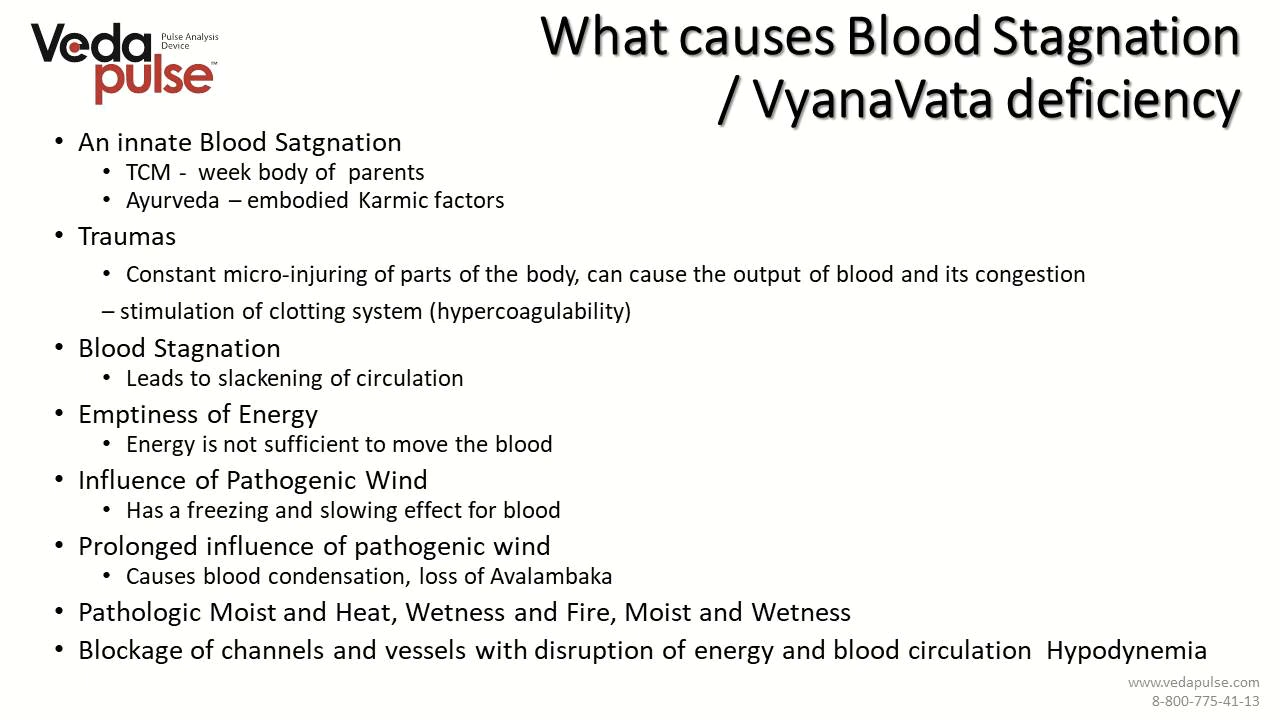 Veda
pulse™
Pulse Analysis
Device
What causes Blood Stagnation
/ VyanaVata deficiency
• An innate Blood Satgnation
• TCM - week body of parents
• Ayurveda – embodied Karmic factors
• Traumas
• Constant micro-injuring of parts of the body, can cause the output of blood and its congestion
– stimulation of clotting system (hypercoagulability)
• Blood Stagnation
• Leads to slackening of circulation
• Emptiness of Energy
• Energy is not sufficient to move the blood
• Influence of Pathogenic Wind
• Has a freezing and slowing effect for blood
• Prolonged influence of pathogenic wind
• Causes blood condensation, loss of Avalambaka
• Pathologic Moist and Heat, Wetness and Fire, Moist and Wetness
• Blockage of channels and vessels with disruption of energy and blood circulation Hypodynemia
www.vedapulse.com
8-800-775-41-13